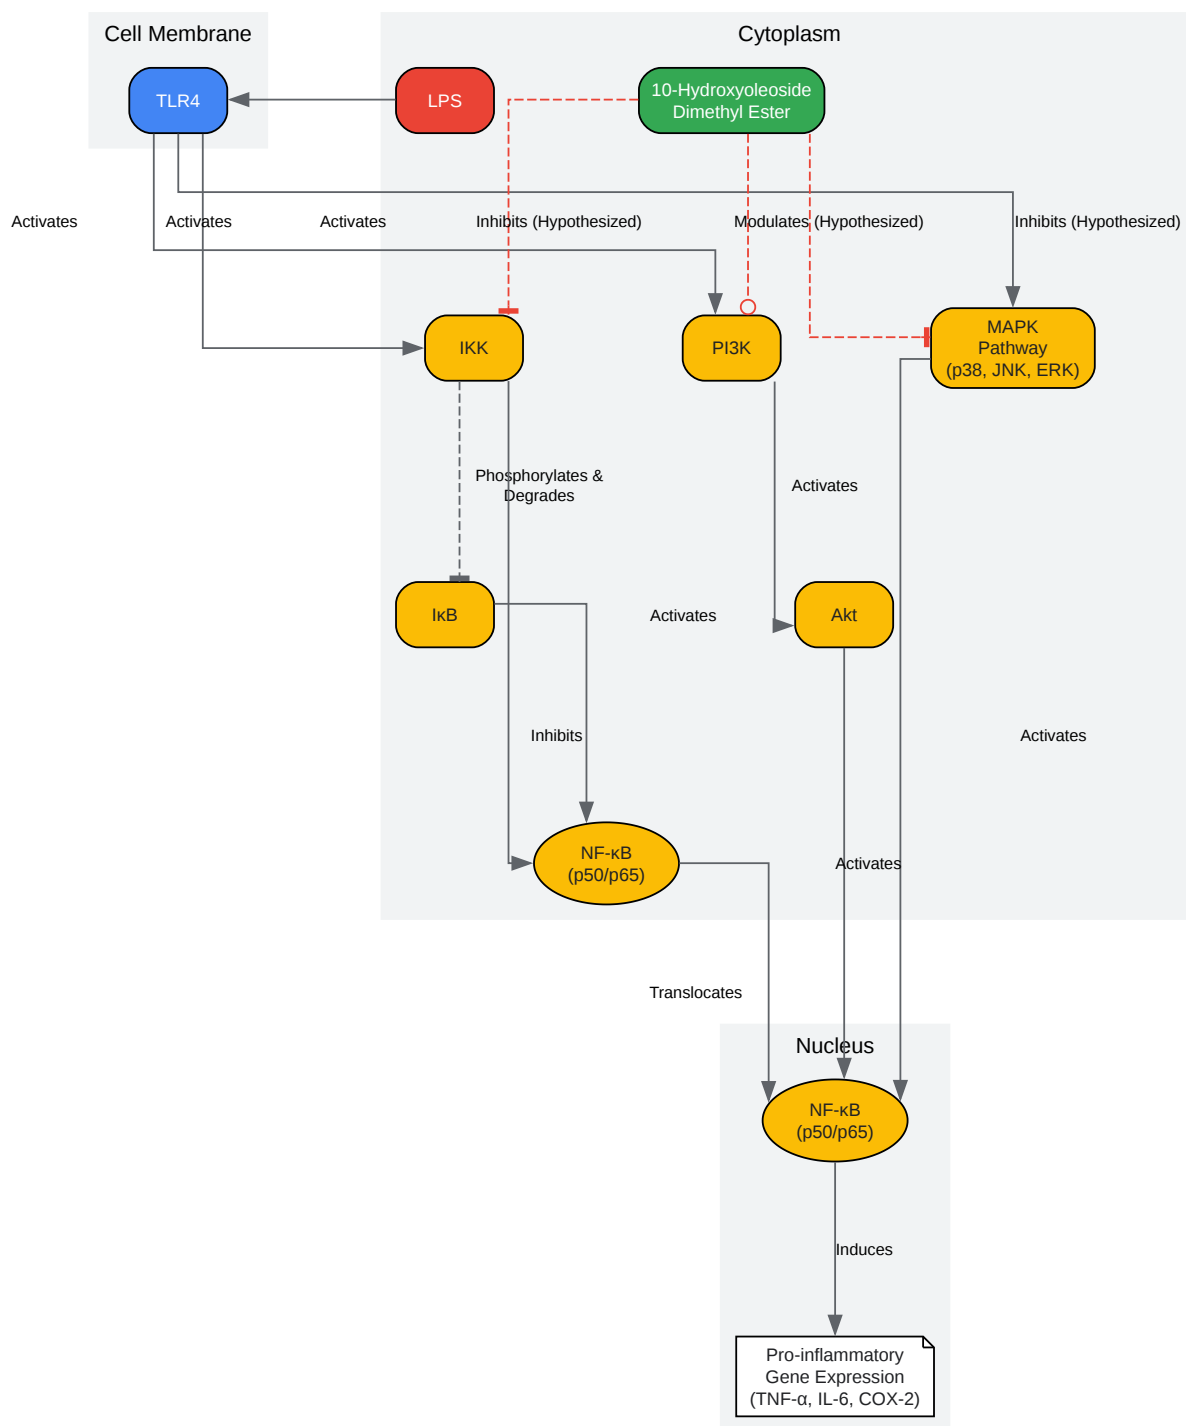 Cell Membrane
Cytoplasm
TLR4
LPS
10-Hydroxyoleoside
Dimethyl Ester
Activates
Activates
Activates
Inhibits (Hypothesized)
Modulates (Hypothesized)
Inhibits (Hypothesized)
IKK
PI3K
MAPK
Pathway
(p38, JNK, ERK)
Phosphorylates &
Degrades
Activates
IκB
Activates
Akt
Inhibits
Activates
NF-κB
(p50/p65)
Activates
Translocates
Nucleus
NF-κB
(p50/p65)
Induces
Pro-inflammatory
Gene Expression
(TNF-α, IL-6, COX-2)